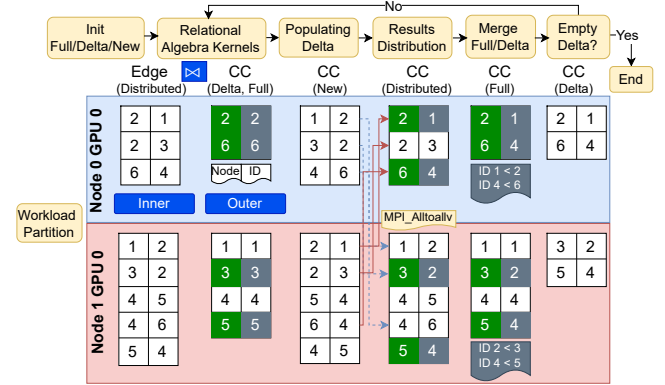 No
Init
Full/Delta/New
Relational
Algebra Kernels
Populating
Delta
Results
Distribution
Merge
Full/Delta
Empty
Delta?
Yes
End
Edge
(Distributed)
⋈
CC
(Delta, Full)
CC
(New)
CC
(Distributed)
CC
(Full)
CC
(Delta)
Node 0 GPU 0
2 1 2 2 1 2 2 1 2 1 2 1
2 3 6 6 3 2 2 3 6 4 6 4
6 4 Node ID 4 6 6 4 ID 1 < 2
ID 4 < 6
Inner
Outer
Workload
Partition
MPI_Alltoallv
Node 1 GPU 0
1 2 1 1 2 1 1 2 1 1 3 2
3 2 3 3 2 3 3 2 3 2 5 4
4 5 4 4 5 4 4 5 4 4
4 6 5 5 6 4 4 6 5 4
5 4 4 5 5 4 ID 2 < 3
ID 4 < 5